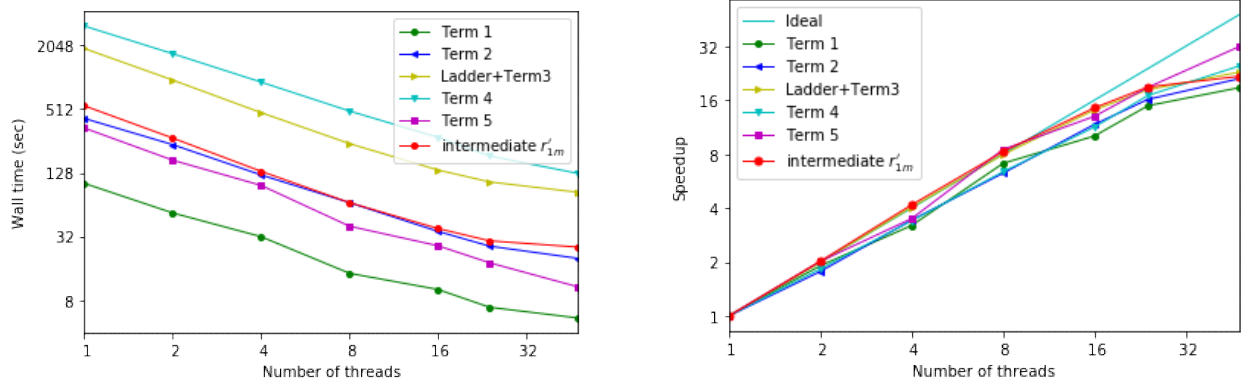 2048
512
128
32
8
Wall time (sec)
1
2
4
8
16
32
Number of threads
Term 1
Term 2
Ladder+Term3
Term 4
Term 5
intermediate r′1m
32
16
8
4
2
1
Speedup
1
2
4
8
16
32
Number of threads
Ideal
Term 1
Term 2
Ladder+Term3
Term 4
Term 5
intermediate r′1m